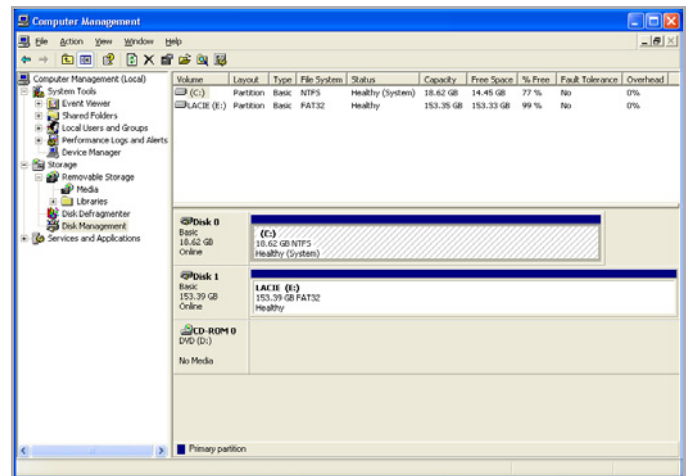 Computer Management
File Action View Window Help
Computer Management (Local)
System Tools
Event Viewer
Shared Folders
Local Users and Groups
Performance Logs and Alerts
Device Manager
Storage
Removable Storage
Media
Libraries
Disk Defragmenter
Disk Management
Services and Applications
Volume Layout Type File System Status Capacity Free Space % Free Fault Tolerance Overhead
(C:) Partition Basic NTFS Healthy (System) 18.62 GB 14.45 GB 77 % No 0%
LACIE (E:) Partition Basic FAT32 Healthy 153.35 GB 153.33 GB 99 % No 0%
Disk 0
Basic
18.62 GB
Online
(C:)
18.62 GB NTFS
Healthy (System)
Disk 1
Basic
153.39 GB
Online
LACIE (E:)
153.39 GB FAT32
Healthy
CD-ROM 0
DVD (D:)
No Media
Primary partition